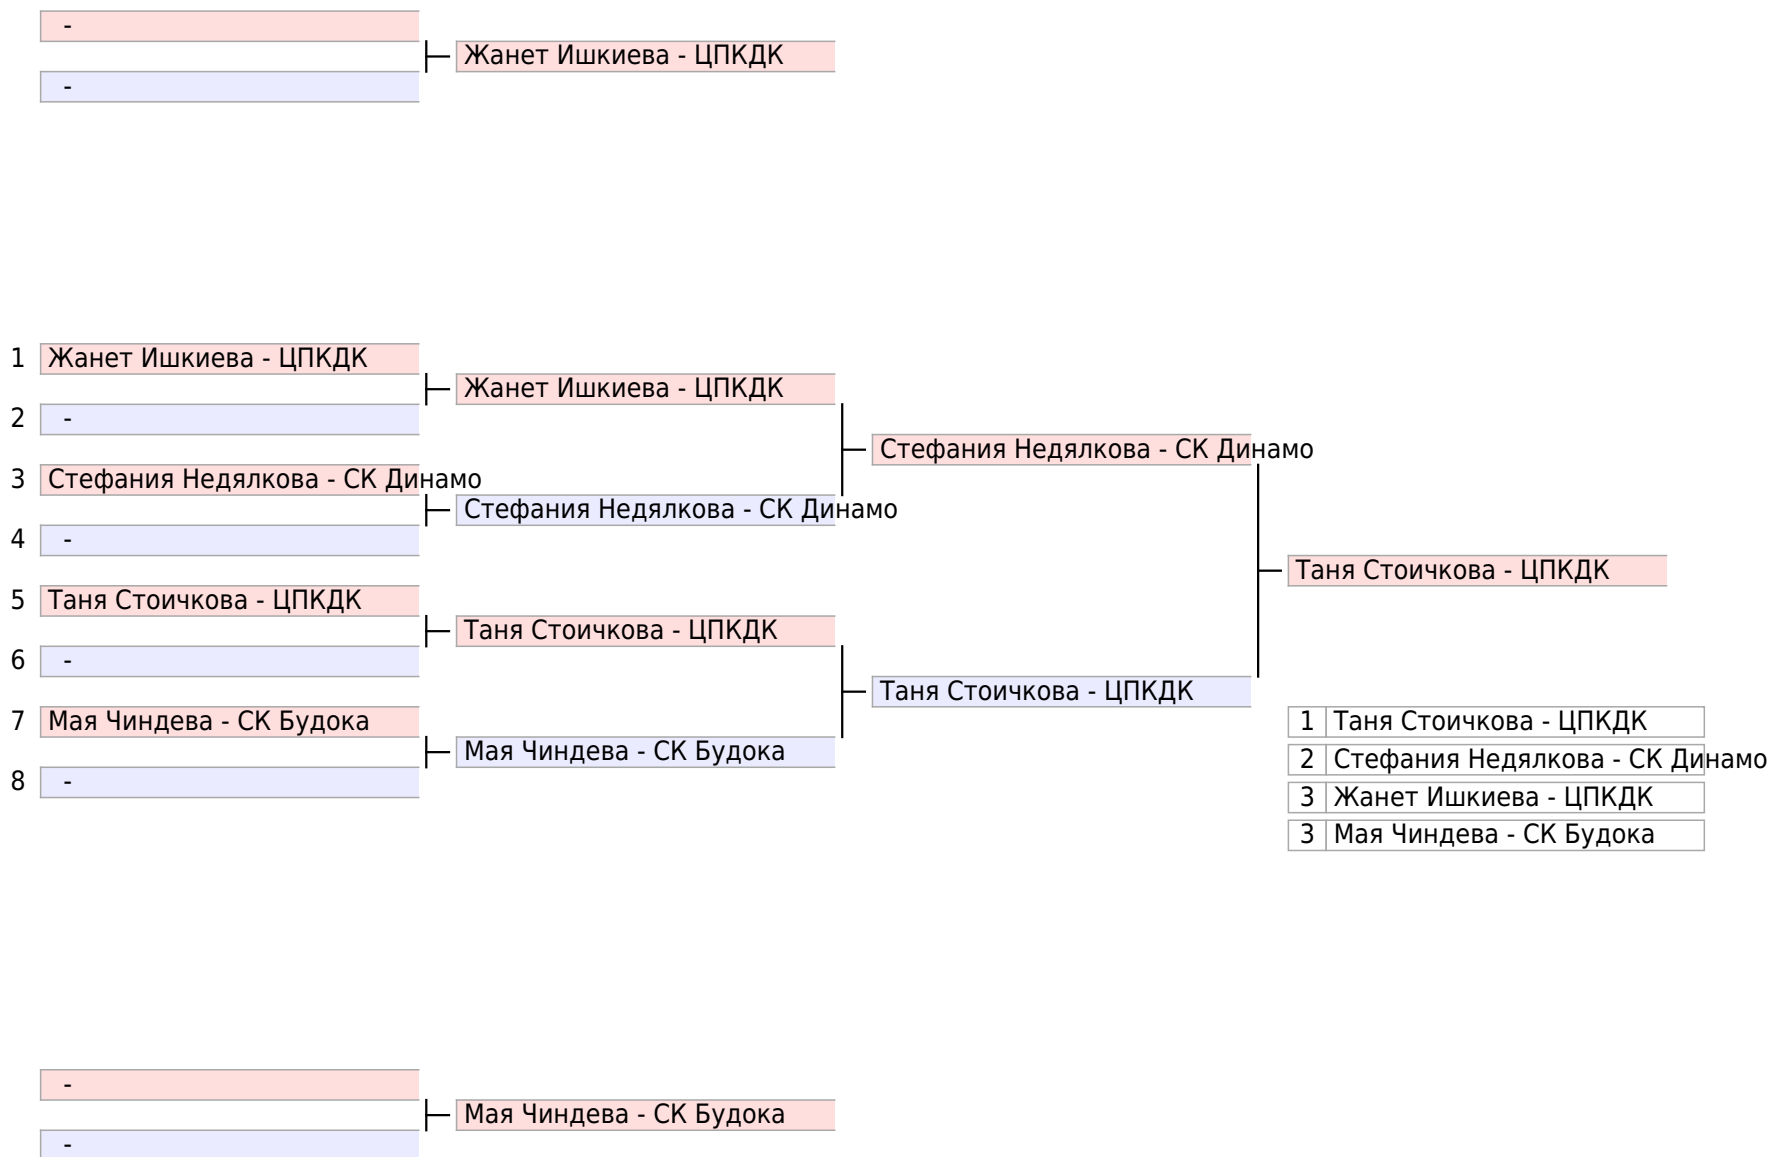 -
Жанет Ишкиева - ЦПКДК
-
1 Жанет Ишкиева - ЦПКДК
Жанет Ишкиева - ЦПКДК
2 -
Стефания Недялкова - СК Динамо
3 Стефания Недялкова - СК Динамо
Стефания Недялкова - СК Динамо
4 -
Таня Стоичкова - ЦПКДК
5 Таня Стоичкова - ЦПКДК
Таня Стоичкова - ЦПКДК
6 -
Таня Стоичкова - ЦПКДК
7 Мая Чиндева - СК Будока
1 Таня Стоичкова - ЦПКДК
Мая Чиндева - СК Будока
2 Стефания Недялкова - СК Динамо
8 -
3 Жанет Ишкиева - ЦПКДК
3 Мая Чиндева - СК Будока
-
Мая Чиндева - СК Будока
-